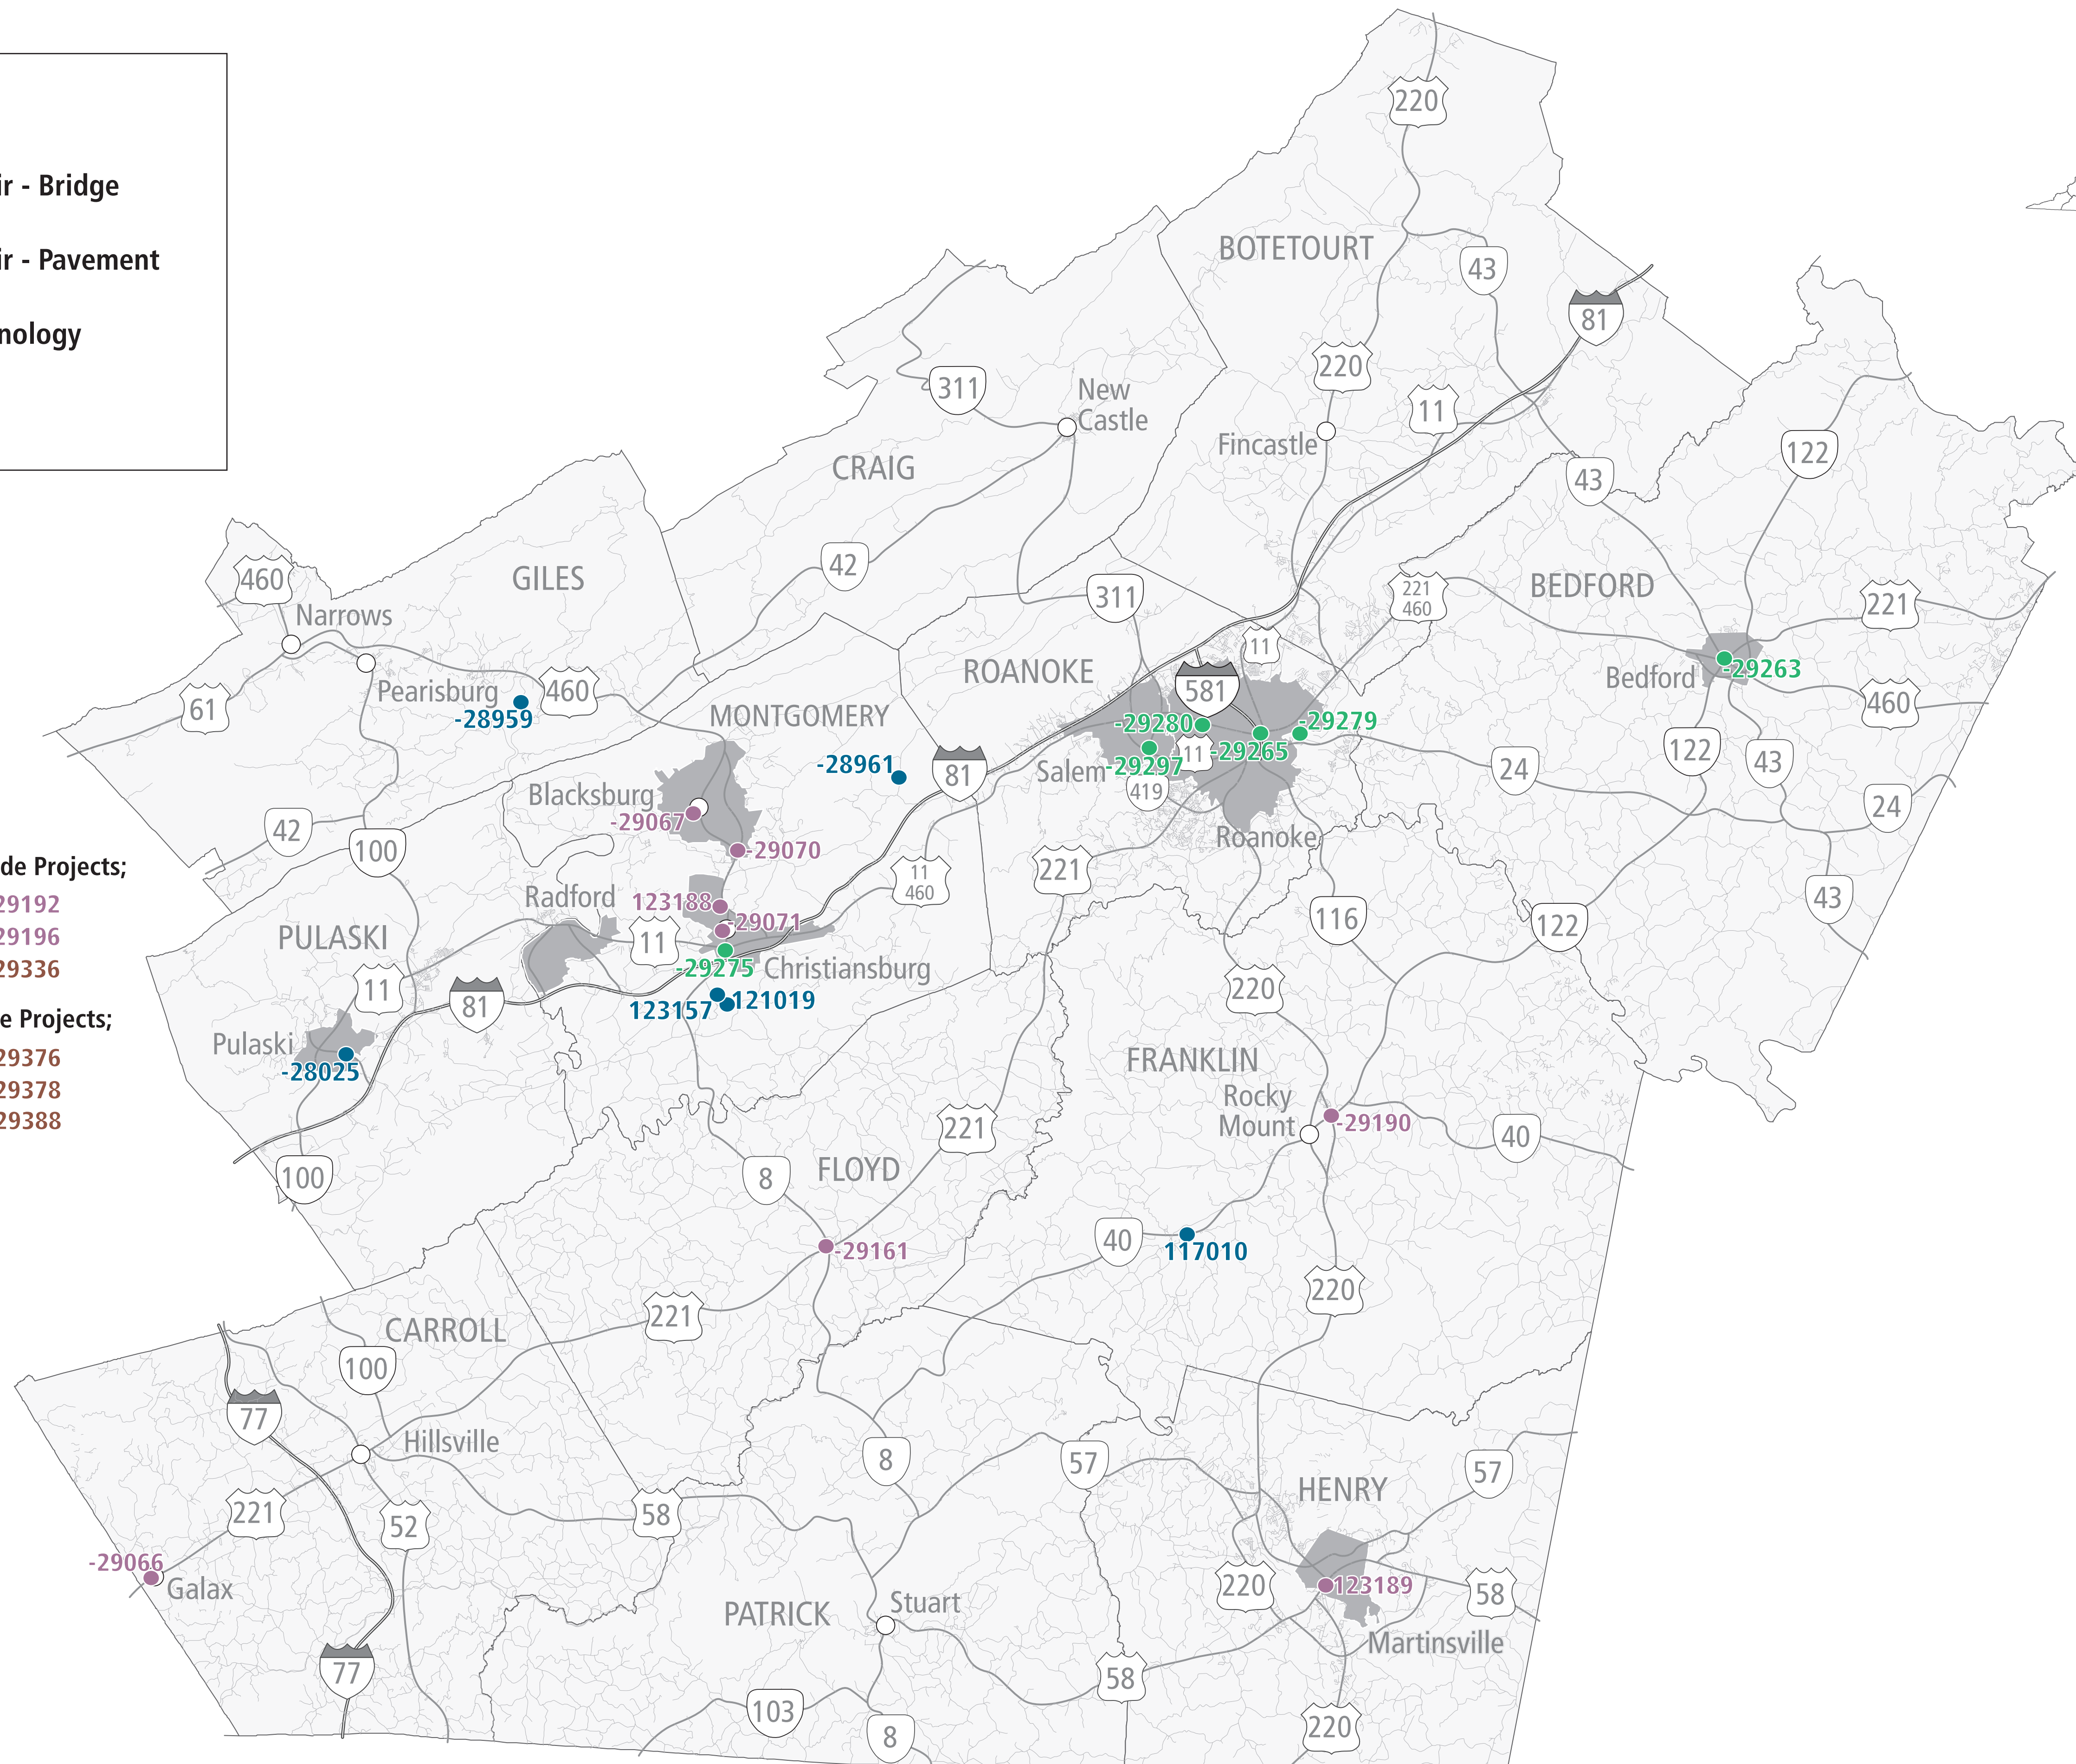 ir - Bridge
ir - Pavement
nology
de Projects;
29192
29196
29336
e Projects;
29376
29378
29388
220
BOTETOURT
43
81
220
311
New
Castle
11
Fincastle
CRAIG
122
43
460
GILES
42
Narrows
311
221
460
BEDFORD
221
11
ROANOKE
Bedford
-29263
61
Pearisburg
460
-28959
MONTGOMERY
581
460
-29280
-29279
11
-29265
122
43
-28961
81
Salem
-29297
24
419
24
Blacksburg
-29067
42
100
-29070
Roanoke
221
11
460
43
Radford
123188
-29071
116
122
PULASKI
11
-29275
Christiansburg
11
81
220
123157
121019
Pulaski
-28025
FRANKLIN
Rocky
Mount
-29190
40
221
100
8
FLOYD
40
-29161
117010
220
221
CARROLL
100
77
Hillsville
8
57
57
HENRY
221
52
58
-29066
Galax
220
123189
58
PATRICK
Stuart
Martinsville
77
58
103
8
220